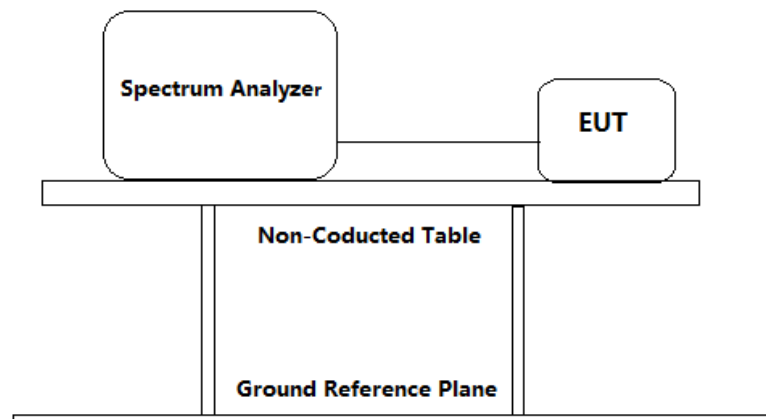 Spectrum Analyzer
EUT
Non-Coducted Table
Ground Reference Plane